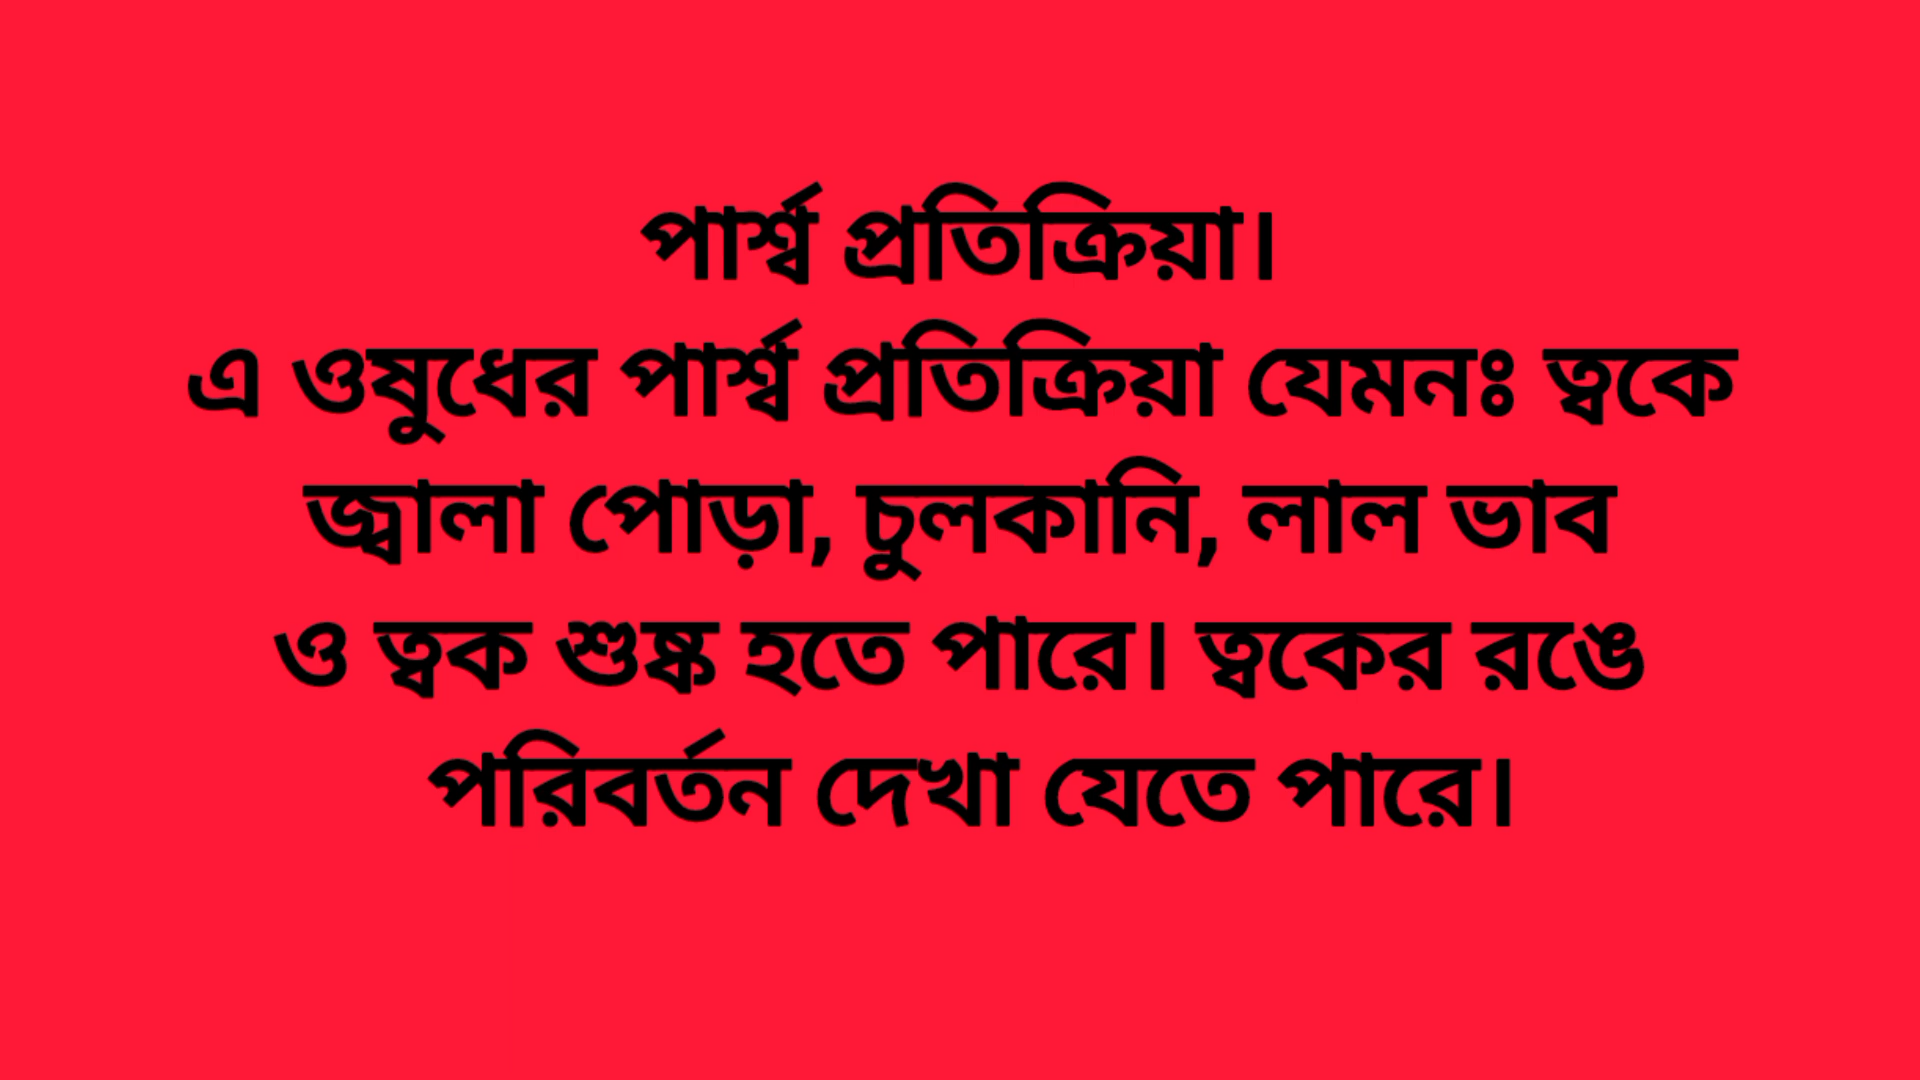 পার্শ্ব প্রতিক্রিয়া।
এ ওষুধের পার্শ্ব প্রতিক্রিয়া যেমনঃ ত্বকে
জ্বালা পোড়া, চুলকানি, লাল ভাব
ও ত্বক শুষ্ক হতে পারে। ত্বকের রঙে
পরিবর্তন দেখা যেতে পারে।